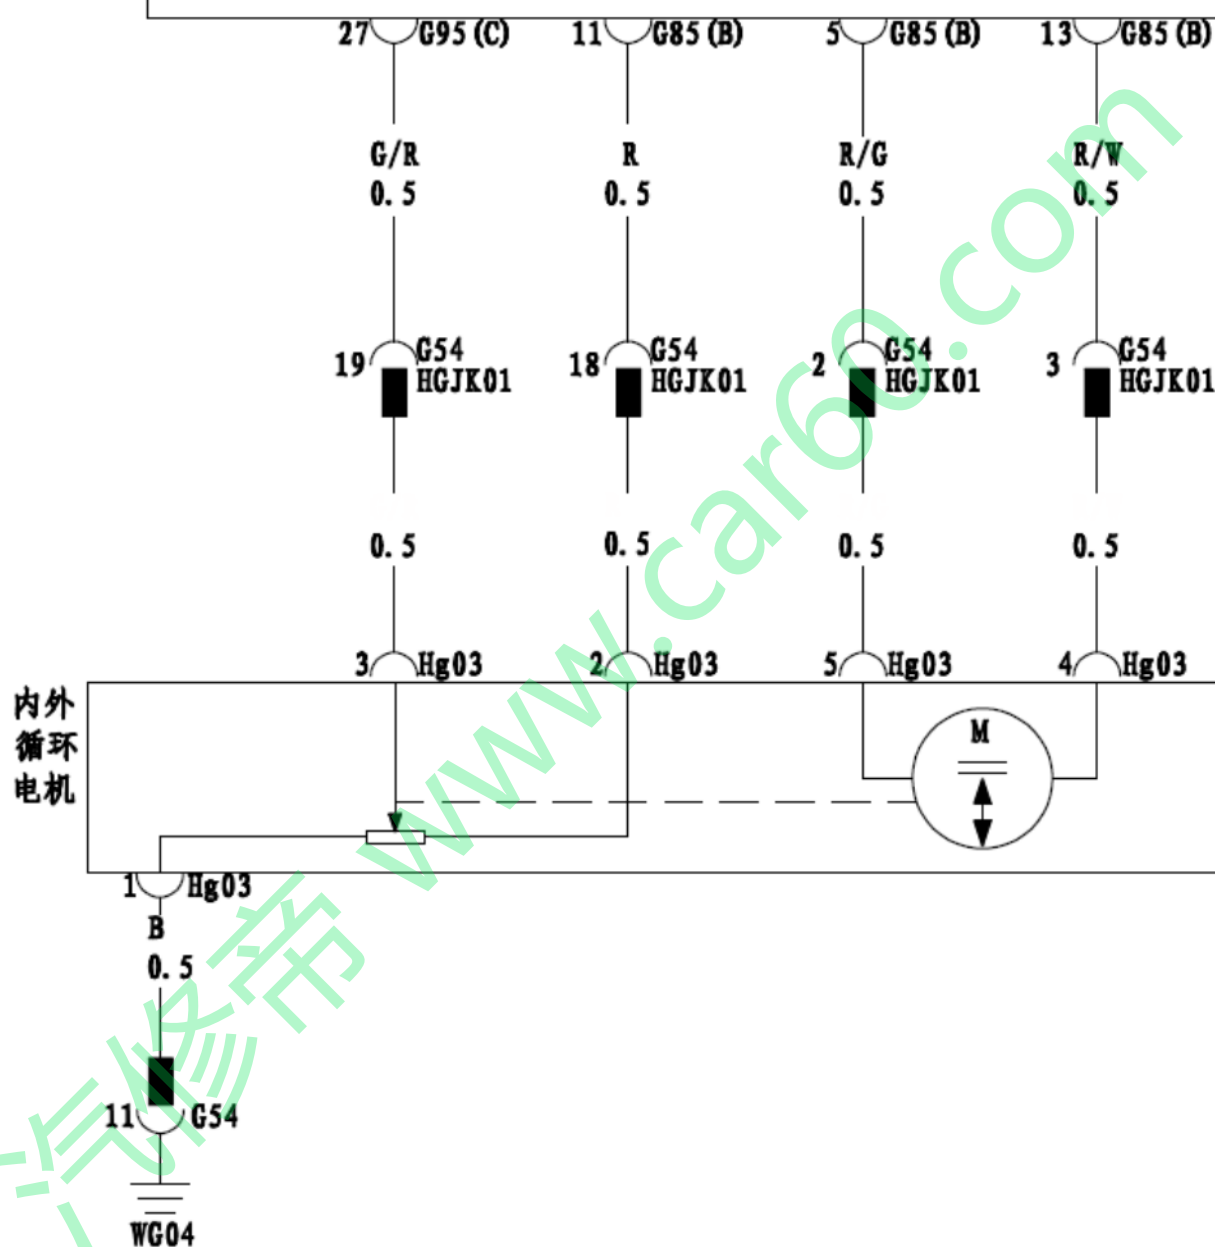 27 G95(C) 11 G85(B) 5 G85(B) 13 G85(B)
G/R R R/G R/W
0.5 0.5 0.5 0.5
19 G54 18 G54 2 G54 3 G54
HGJK01 HGJK01 HGJK01 HGJK01
0.5 0.5 0.5 0.5
3 Hg03 2 Hg03 5 Hg03 4 Hg03
内外
循环
电机
M
1 Hg03
B
0.5
11 G54
WG04
汽修帝 www.car60.com